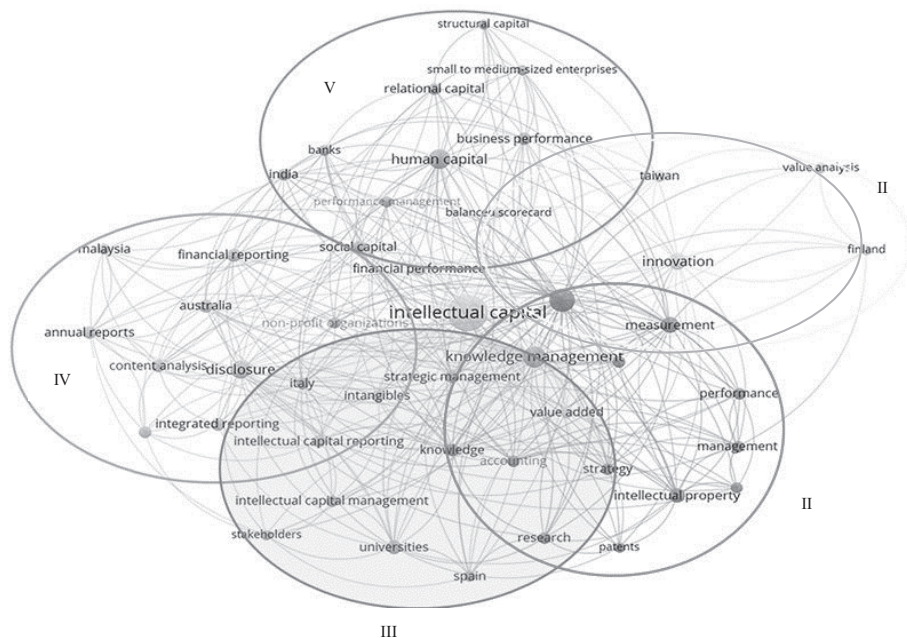 structural capital
small to medium-sized enterprises
V
relational capital
business performance
banks
human capital
india
taiwan
value analysis
II
performance management
balanced scorecard
malaysia
financial reporting
social capital
finland
innovation
financial performance
australia
intellectual capital
non-profit organizations
measurement
annual reports
knowledge management
content analysis
disclosure
strategic management
IV
italy
intangibles
performance
value added
integrated reporting
intellectual capital reporting
knowledge
management
accounting
strategy
intellectual capital management
intellectual property
II
stakeholders
universities
research
patents
spain
III